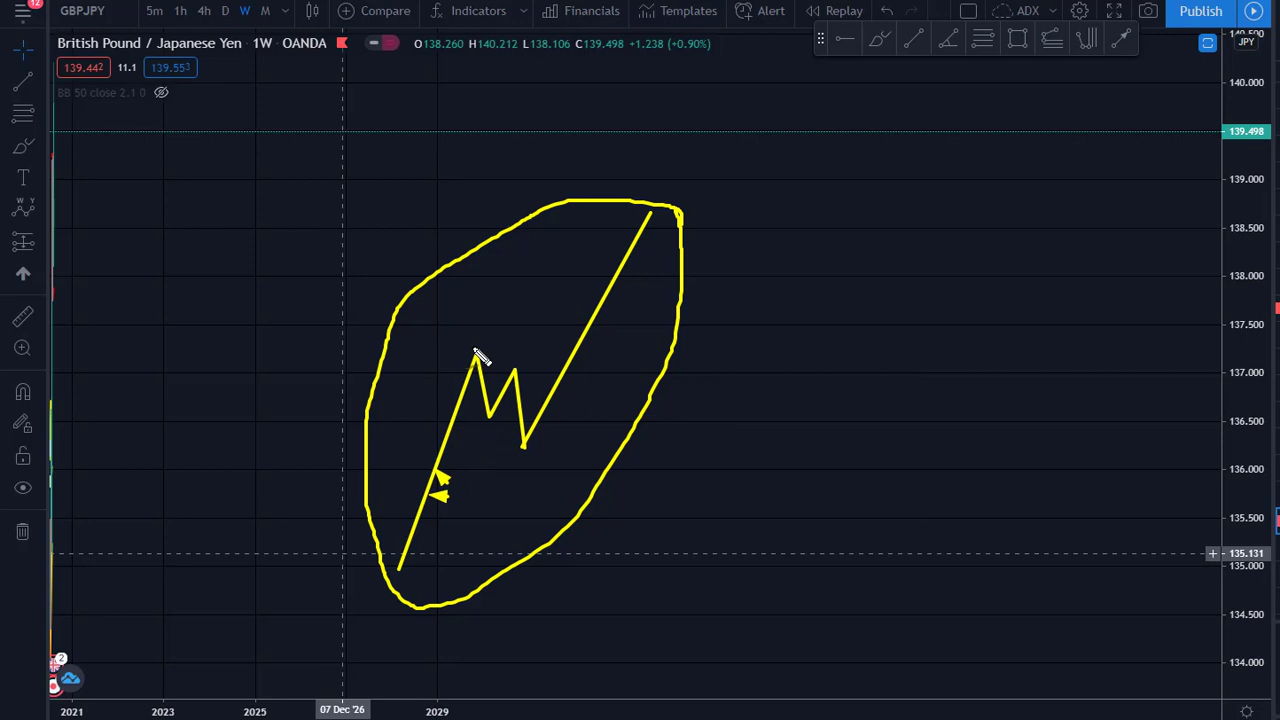 12
GBPJPY 5m 1h 4h D W M Compare Indicators Financials Templates Alert Replay ADX Publish
British Pound / Japanese Yen 1W OANDA O138.260 H140.212 L138.106 C139.498 +1.238 (+0.90%)
JPY
139.442 11.1 139.553
BB 50 close 2.1 0
140.500
140.000
139.498
139.000
138.500
138.000
137.500
137.000
136.500
136.000
135.500
135.131
135.000
134.500
134.000
2
2021 2023 2025 07 Dec '26 2029